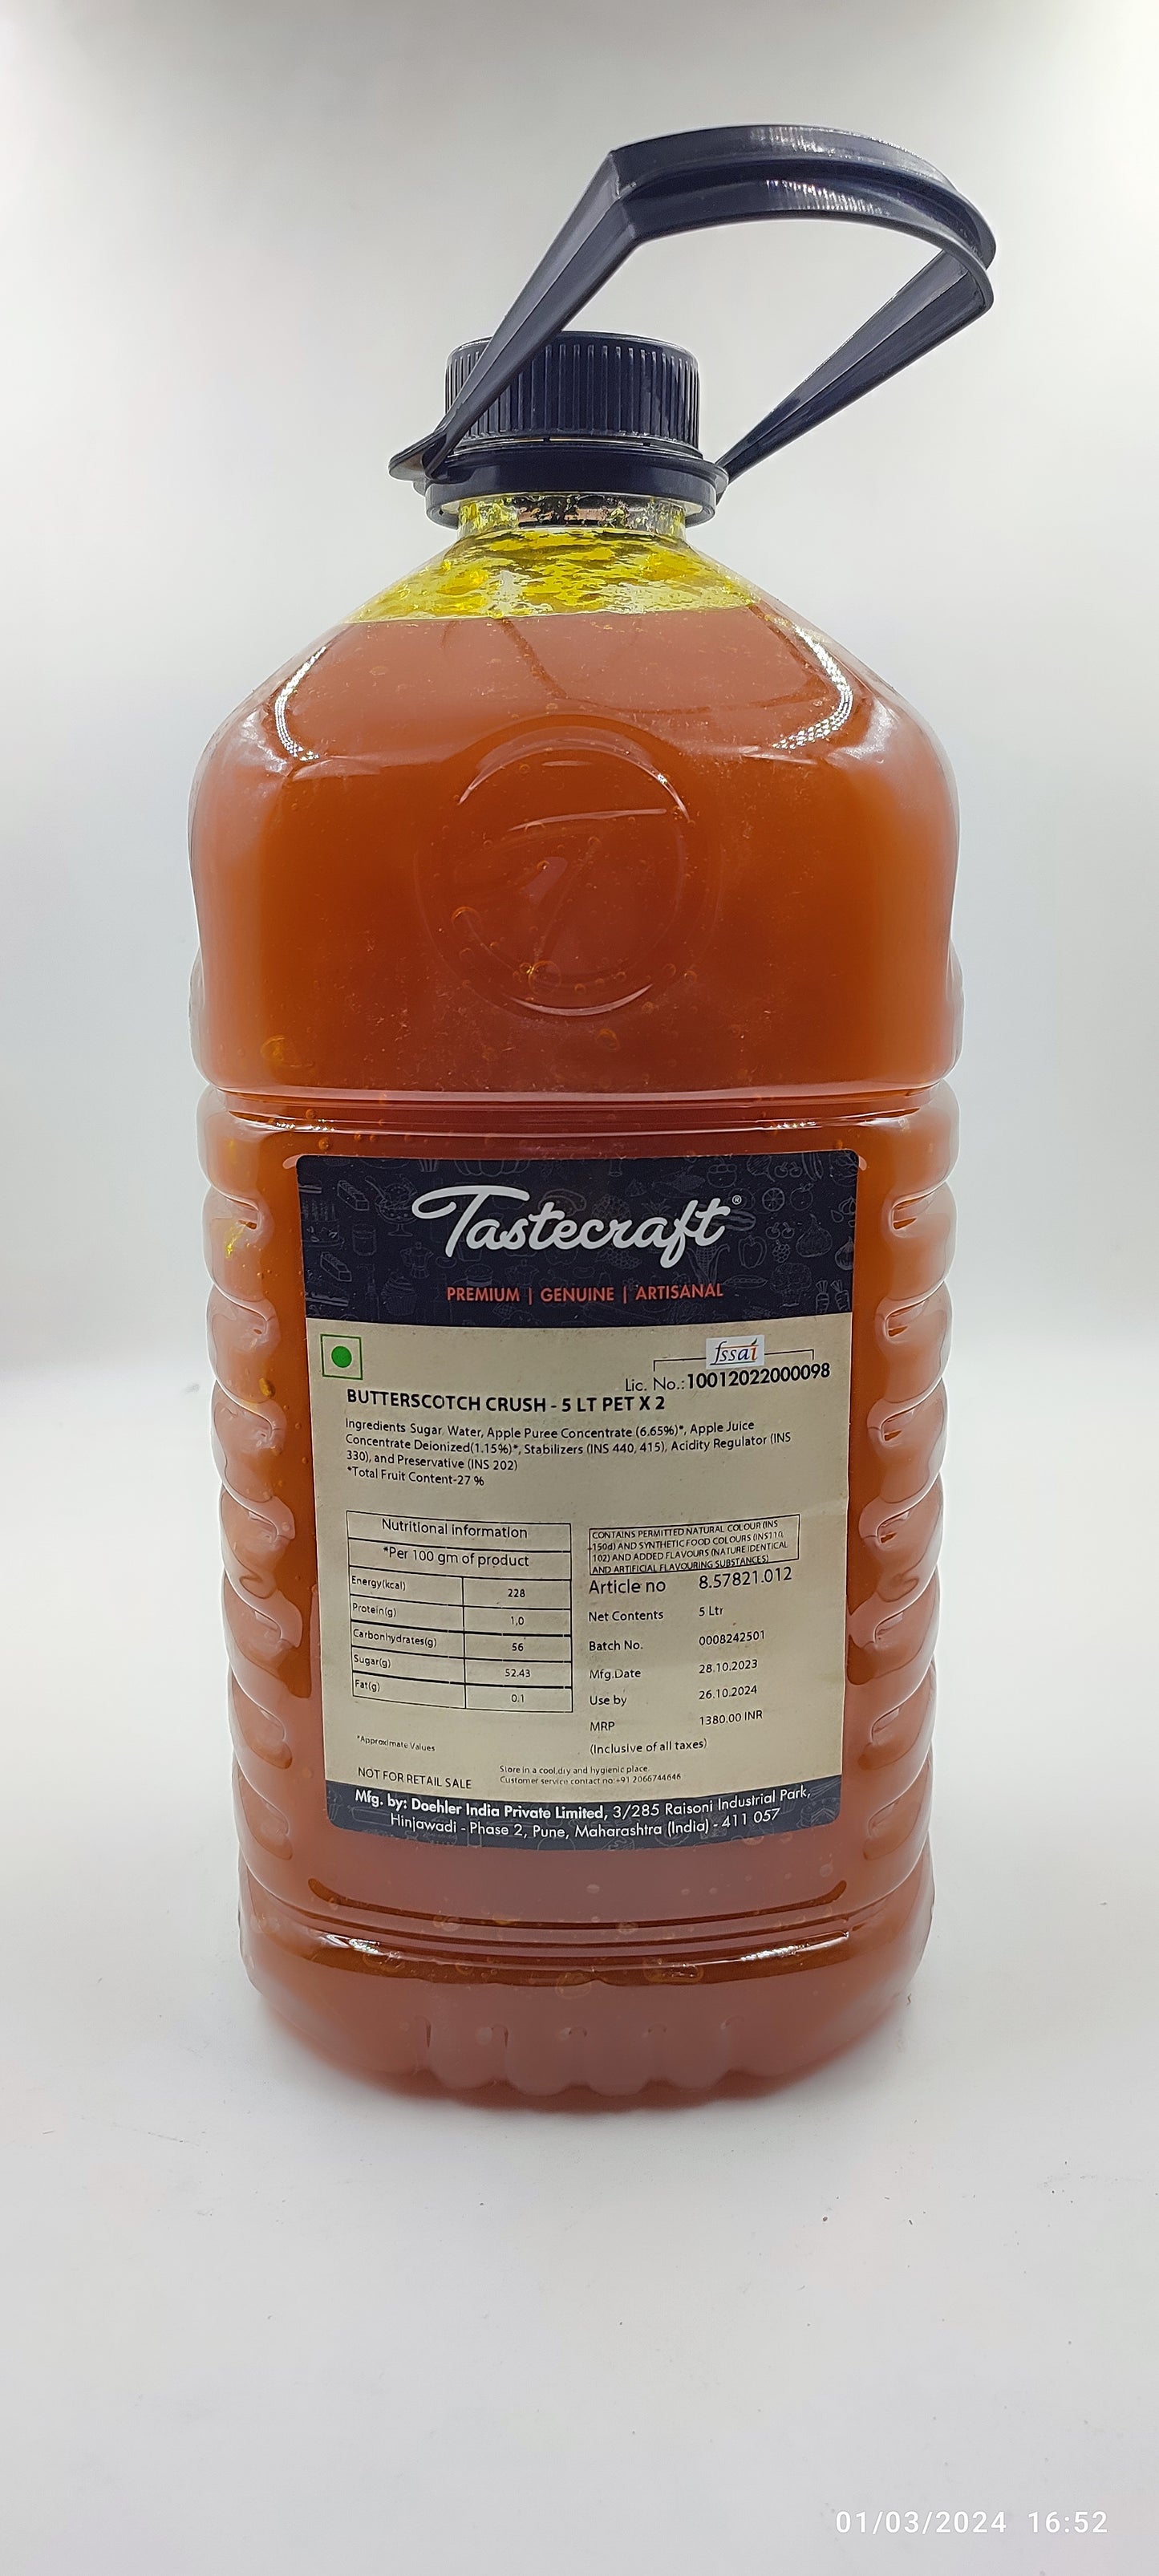 Tastecraft®
PREMIUM | GENUINE | ARTISANAL
fssai
Lic. No.:10012022000098
BUTTERSCOTCH CRUSH - 5 LT PET X 2
Ingredients Sugar, Water, Apple Puree Concentrate (6.65%)*, Apple Juice
Concentrate Deionized(1.15%)*, Stabilizers (INS 440, 415), Acidity Regulator (INS
330), and Preservative (INS 202)
*Total Fruit Content-27 %
Nutritional information
*Per 100 gm of product
Energy(kcal) 228
Protein(g) 1.0
Carbonhydrates(g) 56
Sugar(g) 52.43
Fat(g) 0.1
*Approximate Values
NOT FOR RETAIL SALE
CONTAINS PERMITTED NATURAL COLOUR (INS
150d) AND SYNTHETIC FOOD COLOURS (INS110,
102) AND ADDED FLAVOURS (NATURE IDENTICAL
AND ARTIFICIAL FLAVOURING SUBSTANCES)
Article no 8.57821.012
Net Contents 5 Ltr
Batch No. 0008242501
Mfg.Date 28.10.2023
Use by 26.10.2024
MRP 1380.00 INR
(Inclusive of all taxes)
Store in a cool,dry and hygienic place
Customer service contact no:+91 2066744646
Mfg. by: Doehler India Private Limited, 3/285 Raisoni Industrial Park,
Hinjawadi - Phase 2, Pune, Maharashtra (India) - 411 057
01/03/2024 16:52